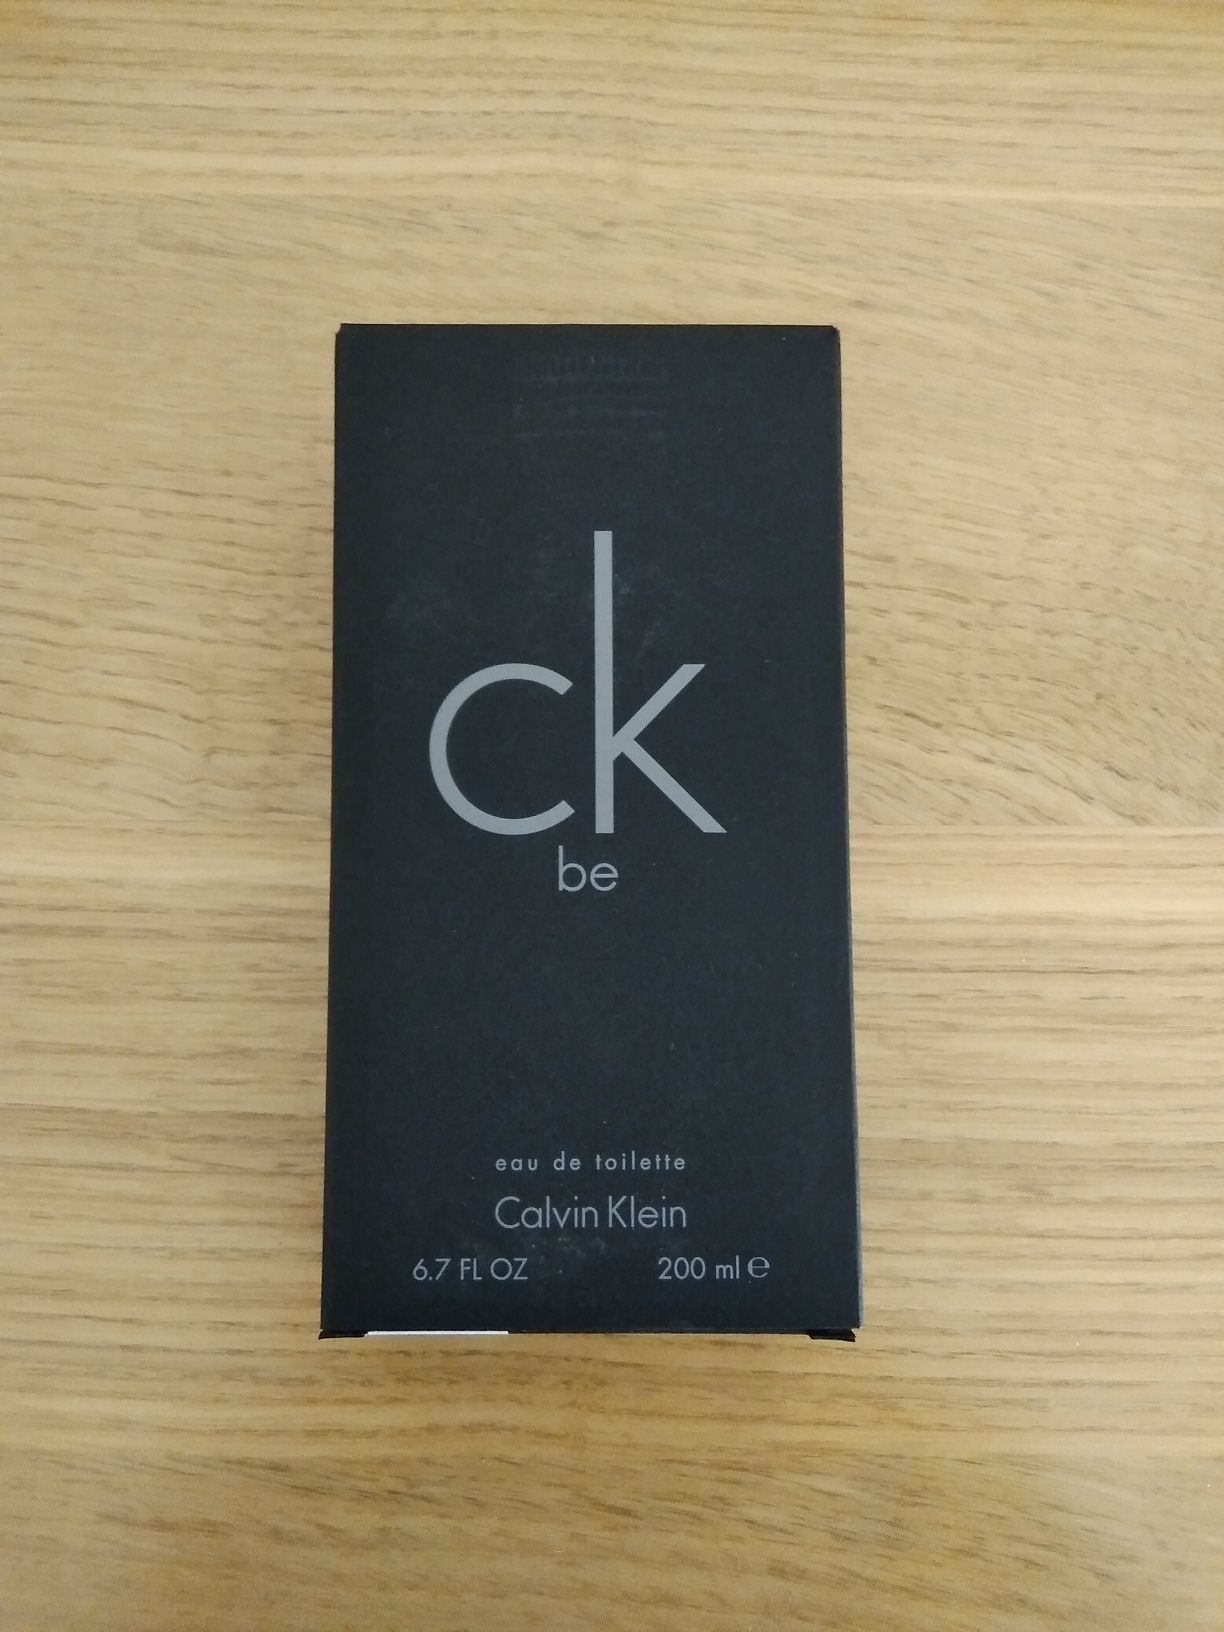 ck
be
eau de toilette
Calvin Klein
6.7 FL OZ 200 ml ℮